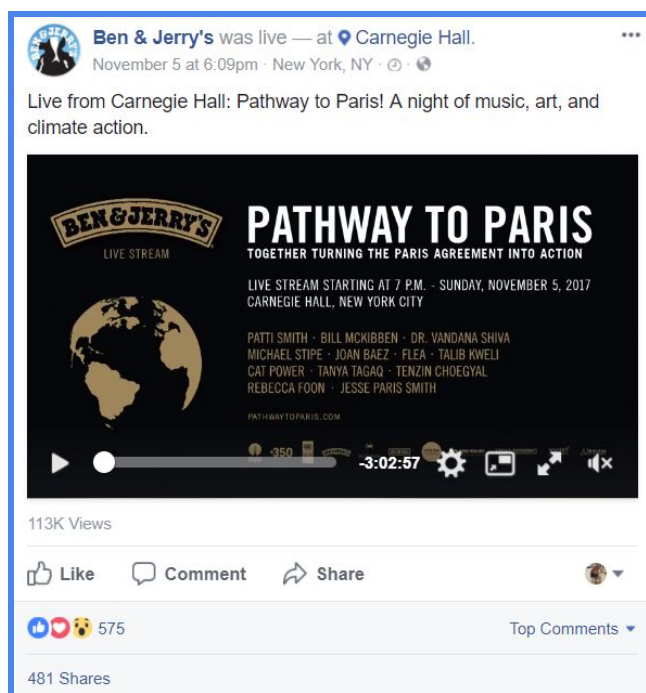 Ben & Jerry's was live — at Carnegie Hall.
November 5 at 6:09pm · New York, NY ·
Live from Carnegie Hall: Pathway to Paris! A night of music, art, and
climate action.
BEN & JERRY'S
LIVE STREAM
PATHWAY TO PARIS
TOGETHER TURNING THE PARIS AGREEMENT INTO ACTION
LIVE STREAM STARTING AT 7 P.M. - SUNDAY, NOVEMBER 5, 2017
CARNEGIE HALL, NEW YORK CITY
PATTI SMITH · BILL MCKIBBEN · DR. VANDANA SHIVA
MICHAEL STIPE · JOAN BAEZ · FLEA · TALIB KWELI
CAT POWER · TANYA TAGAQ · TENZIN CHOEGYAL
REBECCA FOON · JESSE PARIS SMITH
PATHWAYTOPARIS.COM
350
-3:02:57
113K Views
Like Comment Share
575 Top Comments
481 Shares